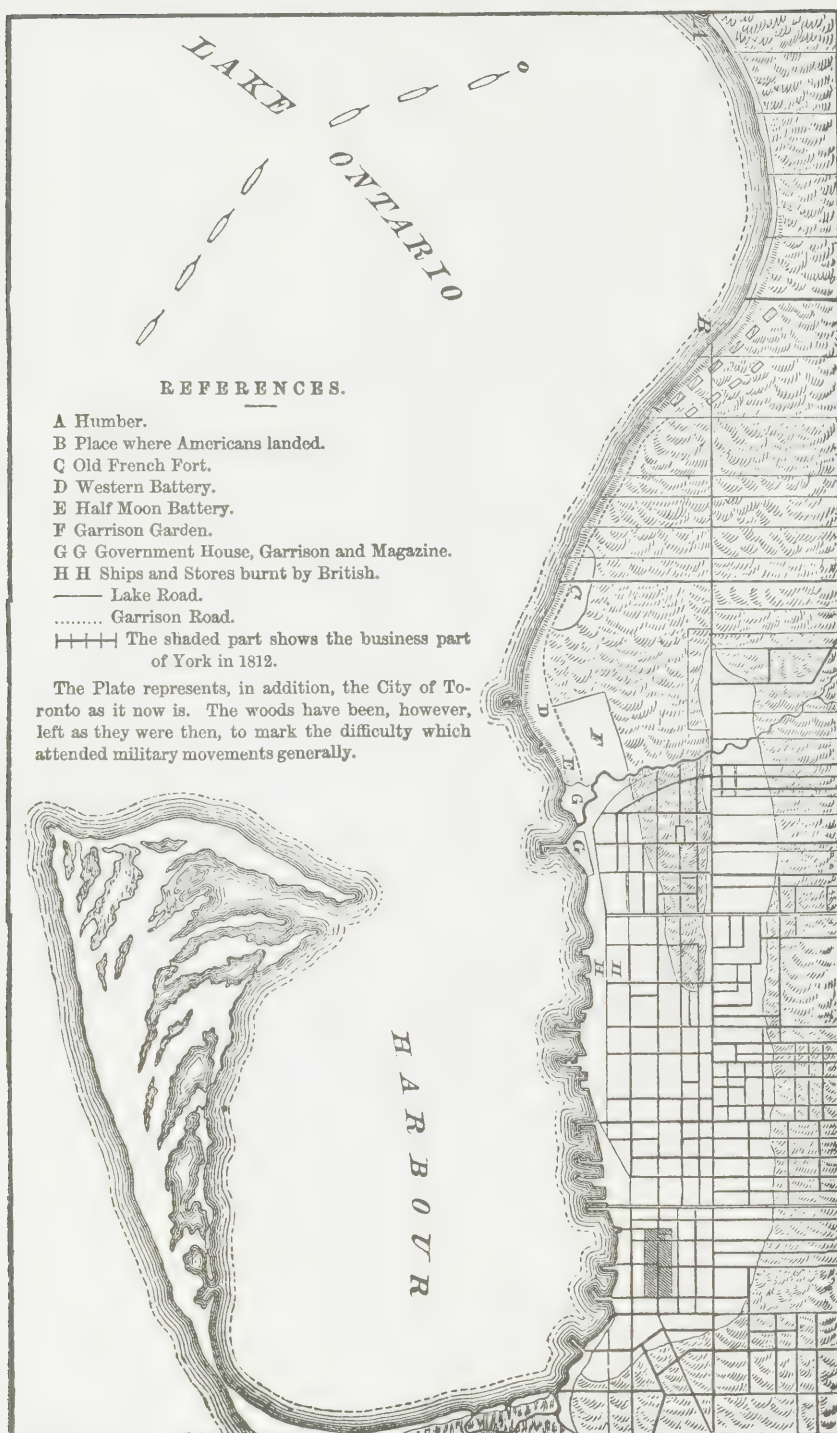 LAKE
ONTARIO
REFERENCES.
A Humber.
B Place where Americans landed.
C Old French Fort.
D Western Battery.
E Half Moon Battery.
F Garrison Garden.
G G Government House, Garrison and Magazine.
H H Ships and Stores burnt by British.
Lake Road.
......... Garrison Road.
The shaded part shows the business part
of York in 1812.
The Plate represents, in addition, the City of To-
ronto as it now is. The woods have been, however,
left as they were then, to mark the difficulty which
attended military movements generally.
A
B
C
D
F
E
G
G
H
H
HARBOUR